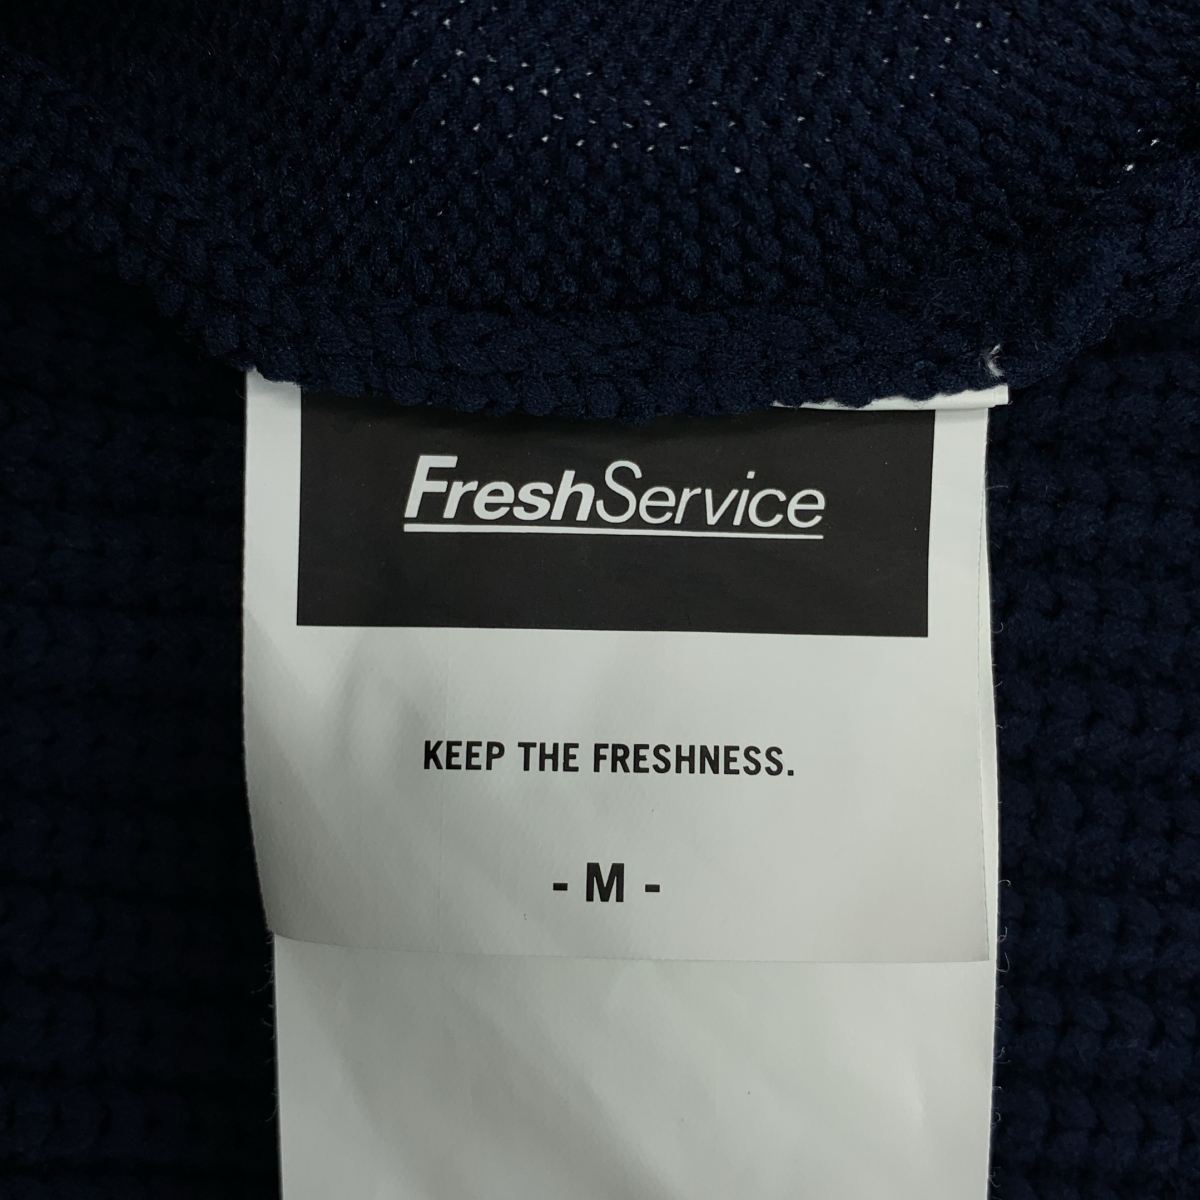 FreshService
KEEP THE FRESHNESS.
- M -